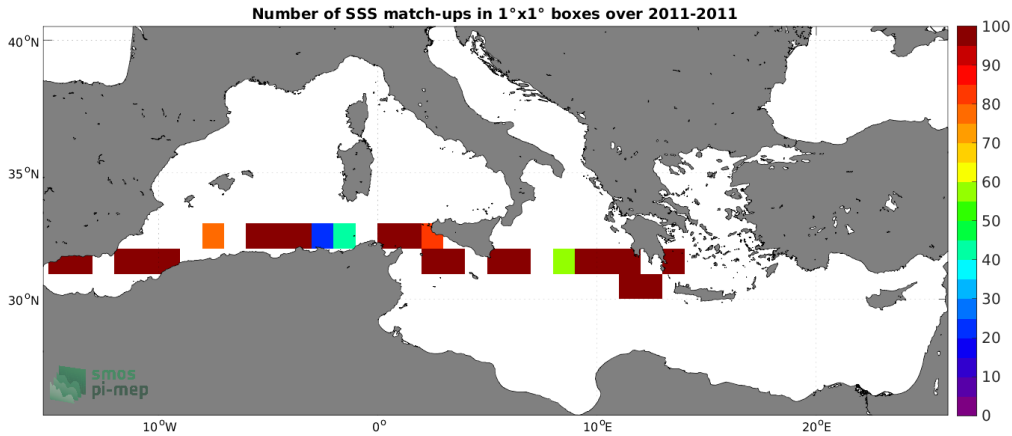 Number of SSS match-ups in 1°x1° boxes over 2011-2011
40°N
35°N
30°N
10°W
0°
10°E
20°E
100
90
80
70
60
50
40
30
20
10
0
smos
pi-mep